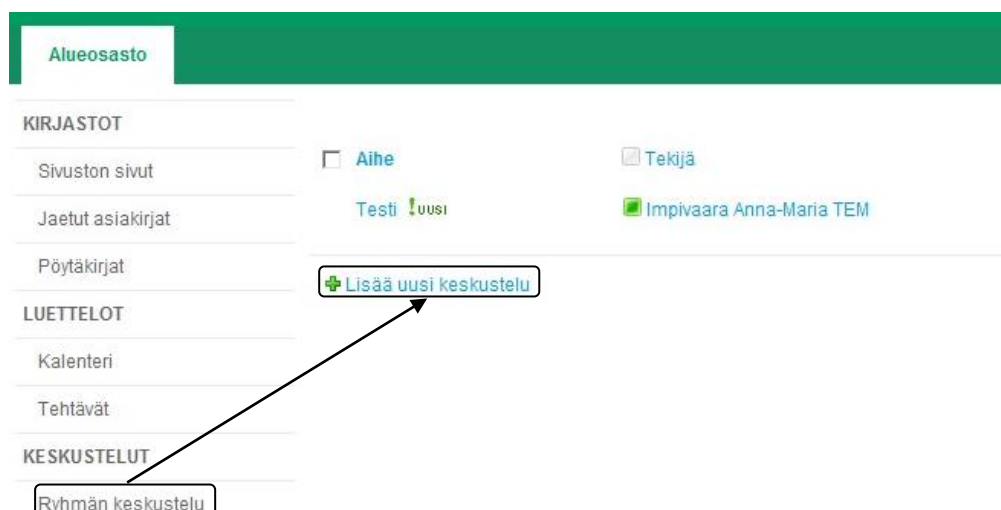 Alueosasto
KIRJASTOT
Sivuston sivut
Jaetut asiakirjat
Pöytäkirjat
LUETTELOT
Kalenteri
Tehtävät
KESKUSTELUT
Ryhmän keskustelu
Aihe Tekijä
Testi ! uusi Impivaara Anna-Maria TEM
Lisää uusi keskustelu